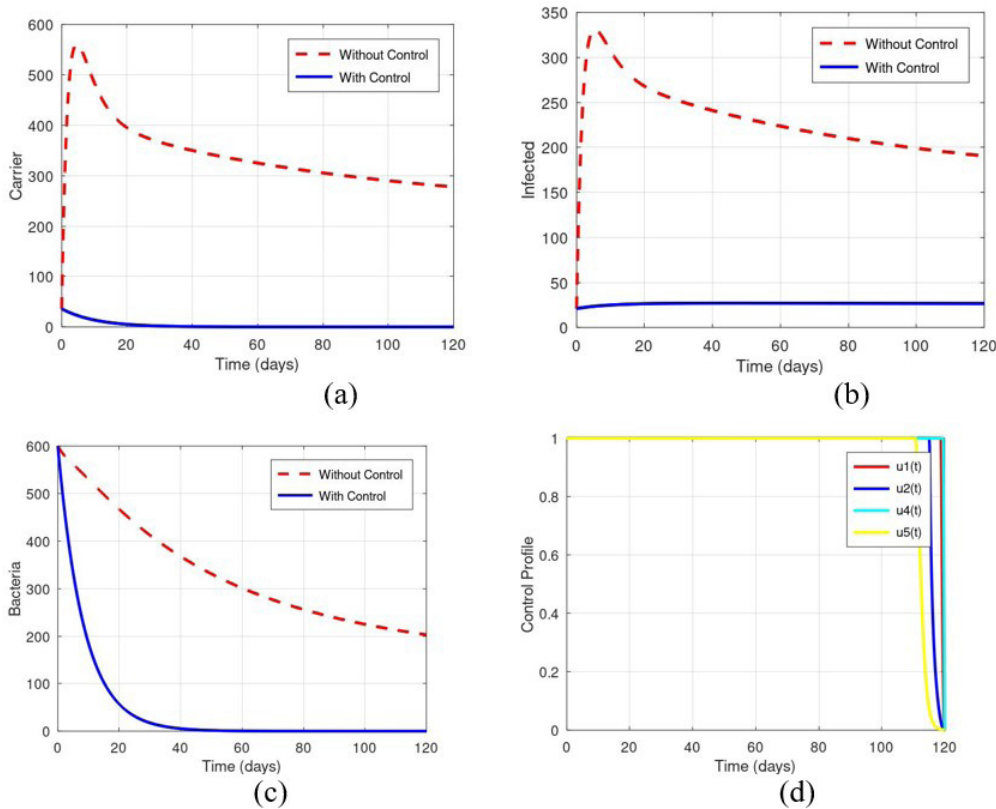 600
500
400
300
200
100
0
Carrier
Without Control
With Control
0 20 40 60 80 100 120
Time (days)
(a)
350
300
250
200
150
100
50
0
Infected
Without Control
With Control
0 20 40 60 80 100 120
Time (days)
(b)
600
500
400
300
200
100
0
Bacteria
Without Control
With Control
0 20 40 60 80 100 120
Time (days)
(c)
1
0.8
0.6
0.4
0.2
0
Control Profile
u1(t)
u2(t)
u4(t)
u5(t)
0 20 40 60 80 100 120
Time (days)
(d)